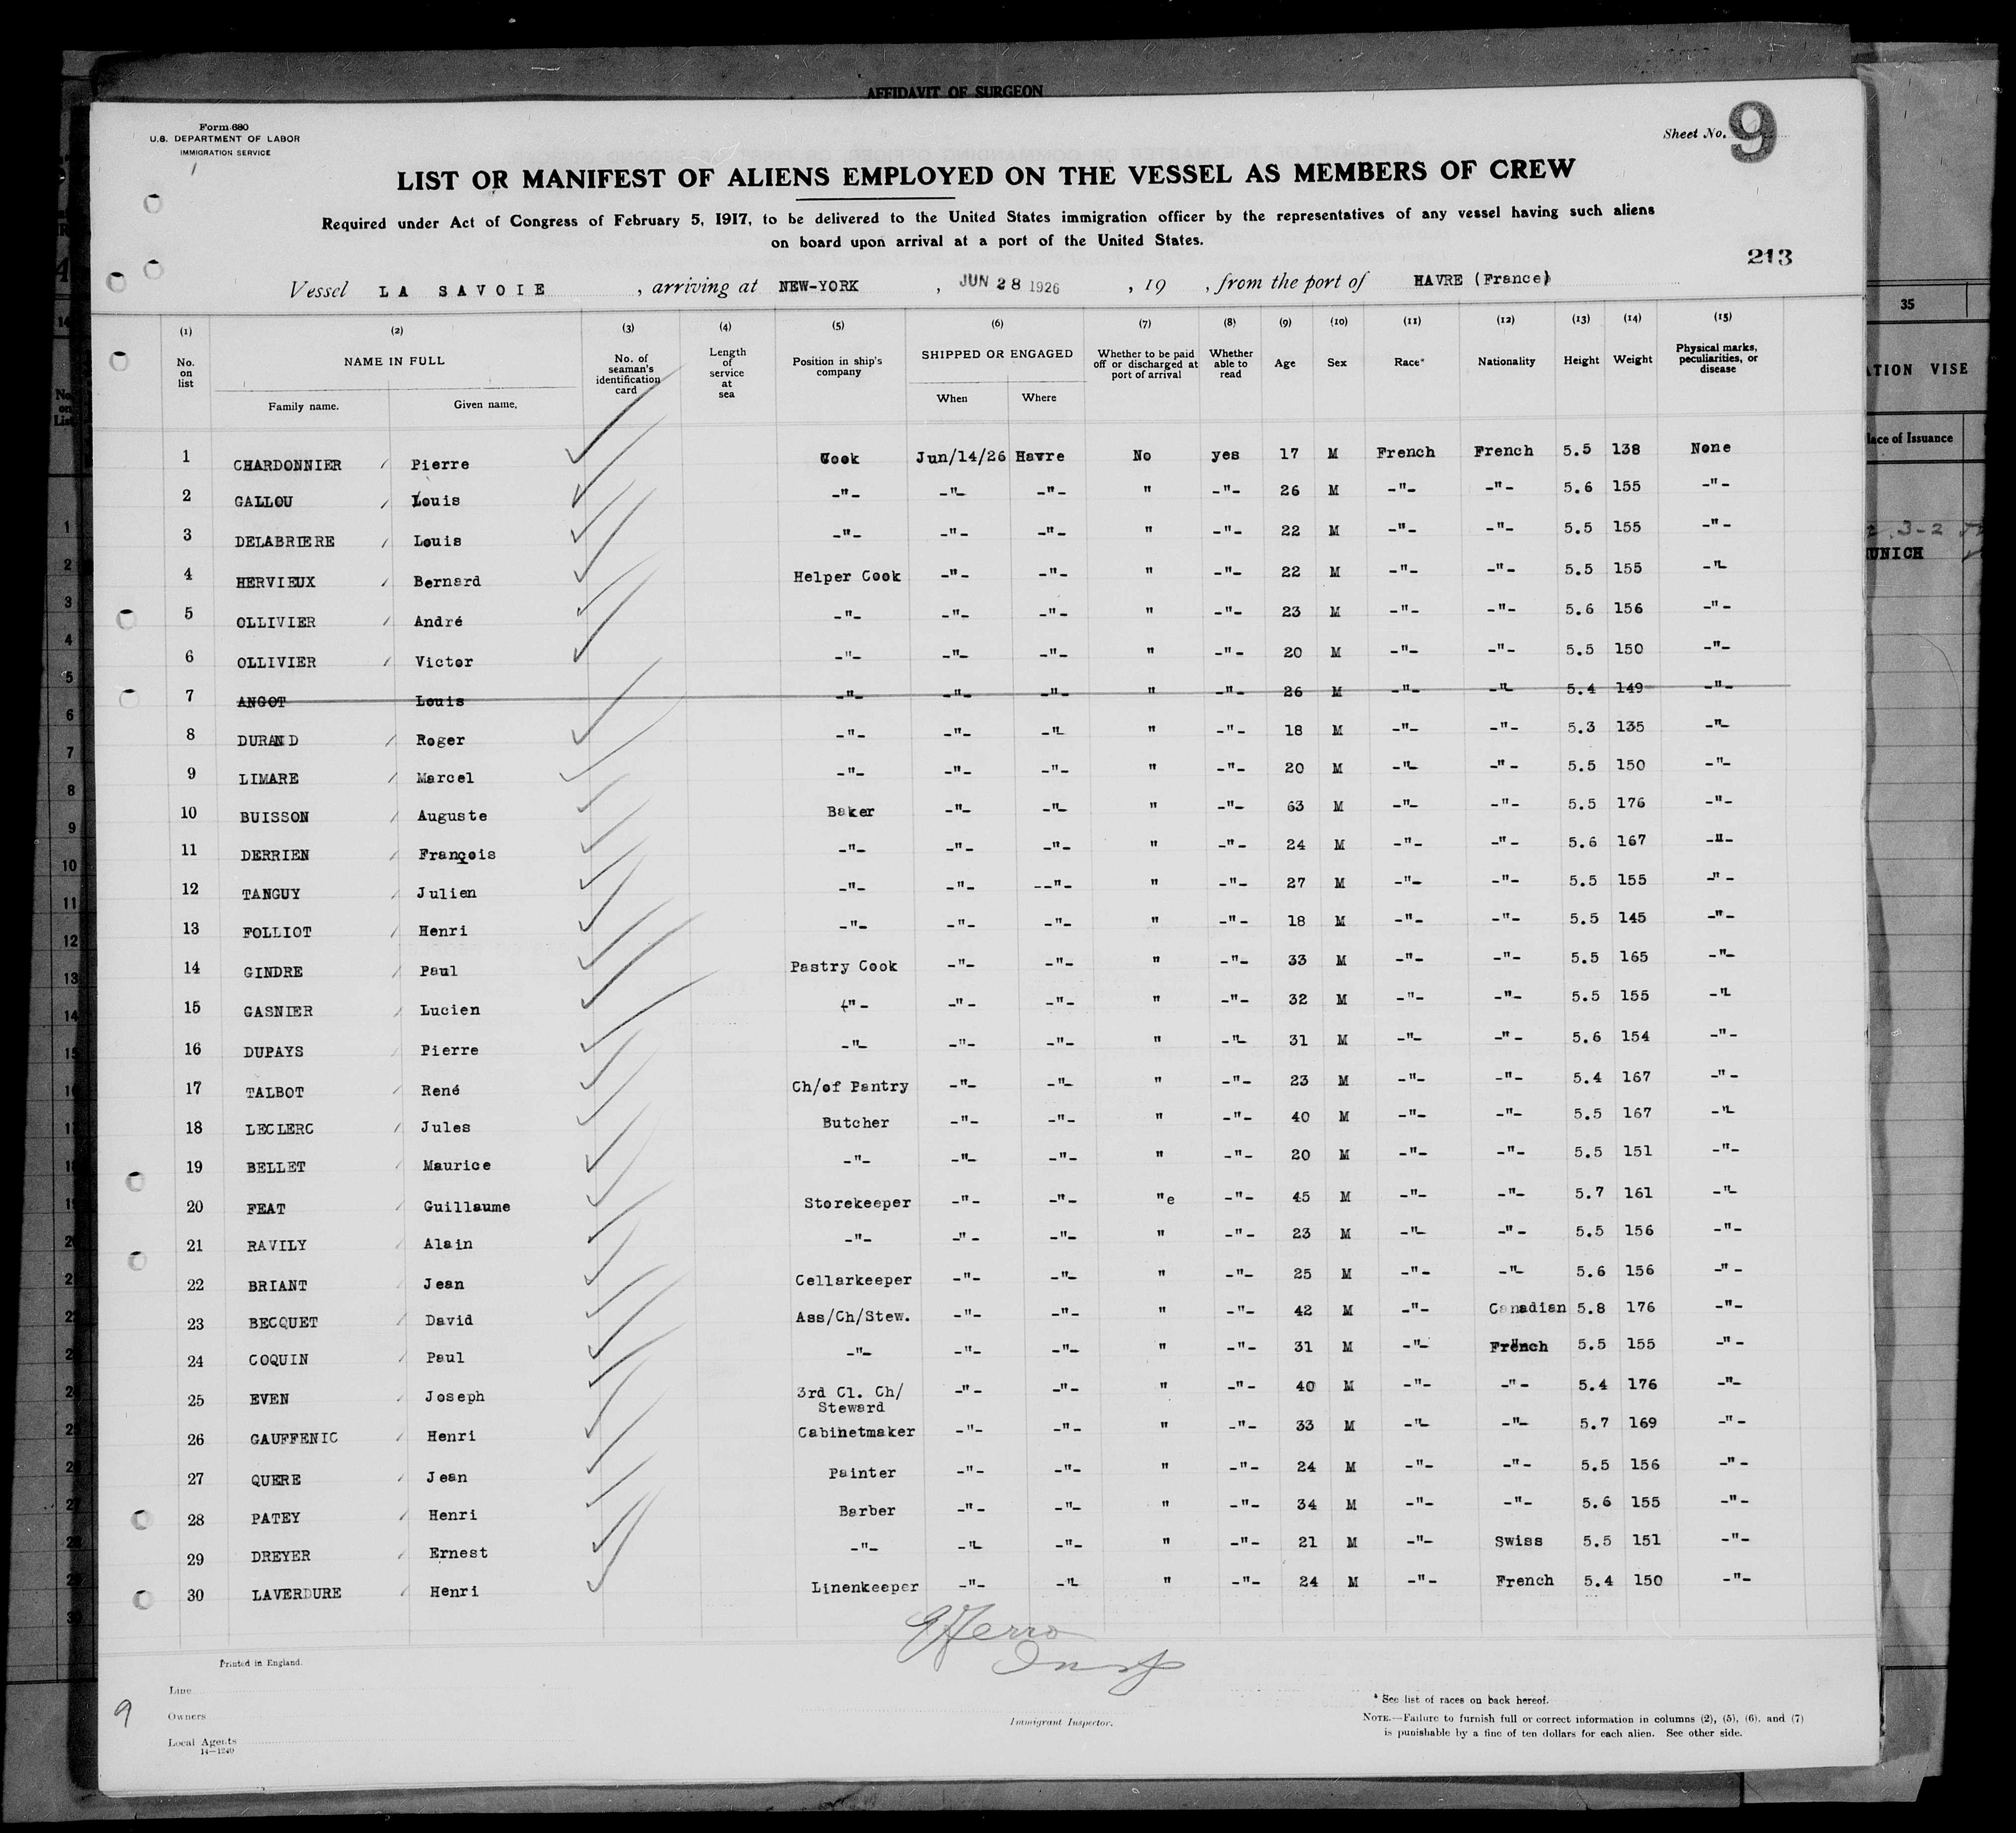 AFFIDAVIT OF SURGEON
Form 680
U.S. DEPARTMENT OF LABOR
IMMIGRATION SERVICE
Sheet No. 9
LIST OR MANIFEST OF ALIENS EMPLOYED ON THE VESSEL AS MEMBERS OF CREW
Required under Act of Congress of February 5, 1917, to be delivered to the United States immigration officer by the representatives of any vessel having such aliens
on board upon arrival at a port of the United States.
213
Vessel LA SAVOIE, arriving at NEW-YORK, JUN 28 1926, 19 , from the port of HAVRE (France)
(1) (2) (3) (4) (5) (6) (7) (8) (9) (10) (11) (12) (13) (14) (15)
No. on list NAME IN FULL No. of seaman's identification card Length of service at sea Position in ship's company SHIPPED OR ENGAGED Whether to be paid off or discharged at port of arrival Whether able to read Age Sex Race* Nationality Height Weight Physical marks, peculiarities, or disease
Family name. Given name. When Where
1 CHARDONNIER Pierre Cook Jun/14/26 Havre No yes 17 M French French 5.5 138 None
2 GALLOU Louis -"- -"- -"- " -"- 26 M -"- -"- 5.6 155 -"-
3 DELABRIERE Louis -"- -"- -"- " -"- 22 M -"- -"- 5.5 155 -"-
4 HERVIEUX Bernard Helper Cook -"- -"- " -"- 22 M -"- -"- 5.5 155 -"-
5 OLLIVIER André -"- -"- -"- " -"- 23 M -"- -"- 5.6 156 -"-
6 OLLIVIER Victor -"- -"- -"- " -"- 20 M -"- -"- 5.5 150 -"-
7 ANGOT Louis -"- -"- -"- " -"- 26 M -"- -"- 5.4 149 -"-
8 DURAND Roger -"- -"- -"- " -"- 18 M -"- -"- 5.3 135 -"-
9 LIMARE Marcel -"- -"- -"- " -"- 20 M -"- -"- 5.5 150 -"-
10 BUISSON Auguste Baker -"- -"- " -"- 63 M -"- -"- 5.5 176 -"-
11 DERRIEN François -"- -"- -"- " -"- 24 M -"- -"- 5.6 167 -"-
12 TANGUY Julien -"- -"- --"- " -"- 27 M -"- -"- 5.5 155 -"-
13 FOLLIOT Henri -"- -"- -"- " -"- 18 M -"- -"- 5.5 145 -"-
14 GINDRE Paul Pastry Cook -"- -"- " -"- 33 M -"- -"- 5.5 165 -"-
15 GASNIER Lucien -"- -"- -"- " -"- 32 M -"- -"- 5.5 155 -"-
16 DUPAYS Pierre -"- -"- -"- " -"- 31 M -"- -"- 5.6 154 -"-
17 TALBOT René Ch/of Pantry -"- -"- " -"- 23 M -"- -"- 5.4 167 -"-
18 LECLERC Jules Butcher -"- -"- " -"- 40 M -"- -"- 5.5 167 -"-
19 BELLET Maurice -"- -"- -"- " -"- 20 M -"- -"- 5.5 151 -"-
20 FEAT Guillaume Storekeeper -"- -"- "e -"- 45 M -"- -"- 5.7 161 -"-
21 RAVILY Alain -"- -"- -"- " -"- 23 M -"- -"- 5.5 156 -"-
22 BRIANT Jean Cellarkeeper -"- -"- " -"- 25 M -"- -"- 5.6 156 -"-
23 BECQUET David Ass/Ch/Stew. -"- -"- " -"- 42 M -"- Canadian 5.8 176 -"-
24 COQUIN Paul -"- -"- -"- " -"- 31 M -"- French 5.5 155 -"-
25 EVEN Joseph 3rd Cl. Ch/ -"- -"- " -"- 40 M -"- -"- 5.4 176 -"-
Steward
26 GAUFFENIC Henri Cabinetmaker -"- -"- -"- 33 M -"- -"- 5.7 169 -"-
27 QUERE Jean Painter -"- -"- " -"- 24 M -"- -"- 5.5 156 -"-
28 PATEY Henri Barber -"- -"- " -"- 34 M -"- -"- 5.6 155 -"-
29 DREYER Ernest -"- -"- -"- " -"- 21 M -"- Swiss 5.5 151 -"-
30 LAVERDURE Henri Linenkeeper -"- -"- " -"- 24 M -"- French 5.4 150 -"-
Ferro
Insp
Printed in England.
Line
Owners
Local Agents
14-1240
9
Immigrant Inspector.
* See list of races on back hereof.
NOTE.—Failure to furnish full or correct information in columns (2), (5), (6), and (7)
is punishable by a fine of ten dollars for each alien. See other side.
35
VISE
ace of Issuance